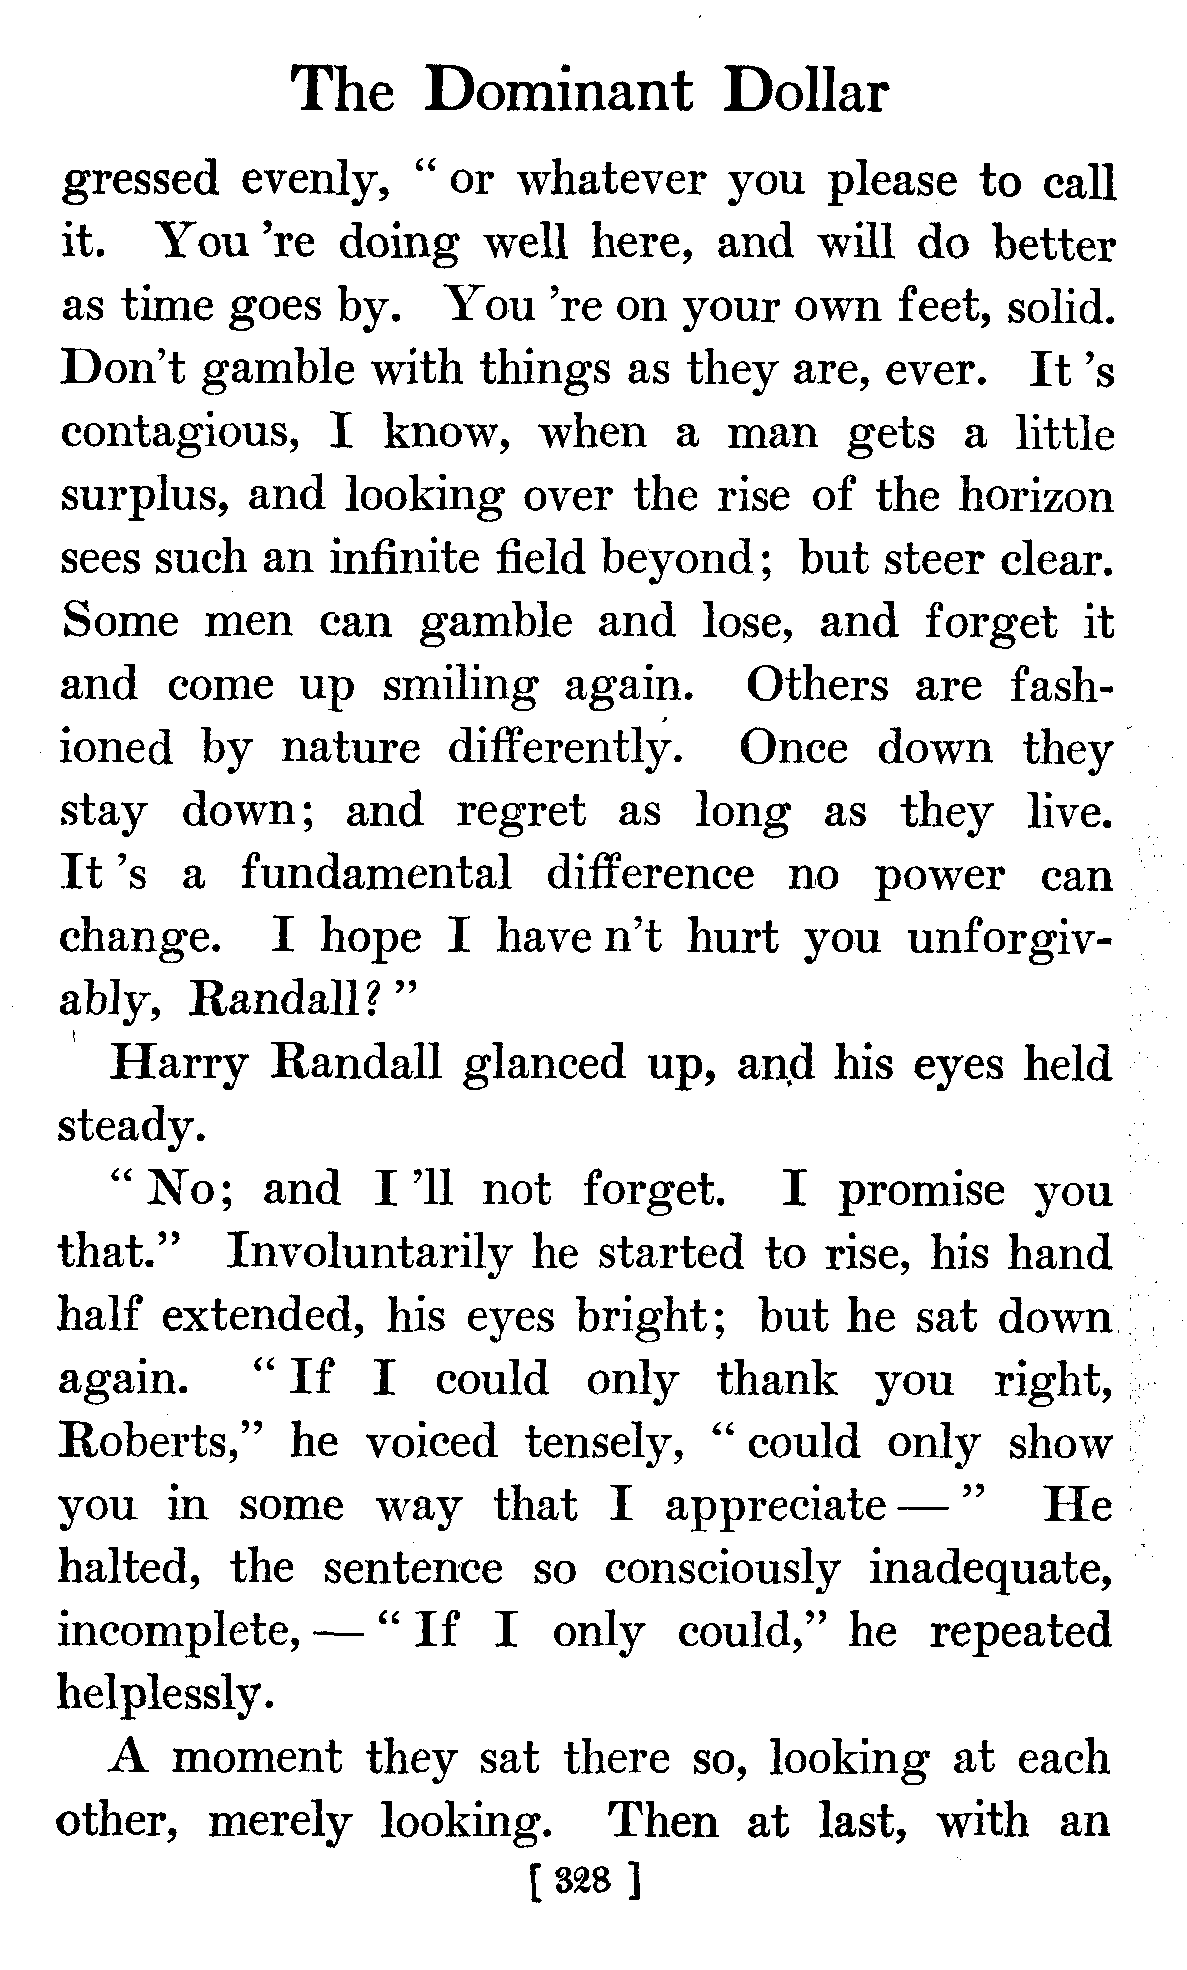 The Dominant Dollar
gressed evenly, “ or whatever you please to call
it. You ’re doing well here, and will do better
as time goes by. You ’re on your own feet, solid.
Don’t gamble with things as they are, ever. It ’s
contagious, I know, when a man gets a little
surplus, and looking over the rise of the horizon
sees such an infinite field beyond; but steer clear.
Some men can gamble and lose, and forget it
and come up smiling again. Others are fash-
ioned by nature differently. Once down they
stay down; and regret as long as they live.
It ’s a fundamental difference no power can
change. I hope I have n’t hurt you unforgiv-
ably, Randall? ”
Harry Randall glanced up, and his eyes held
steady.
“ No; and I ’ll not forget. I promise you
that.” Involuntarily he started to rise, his hand
half extended, his eyes bright; but he sat down
again. “ If I could only thank you right,
Roberts,” he voiced tensely, “ could only show
you in some way that I appreciate — ” He
halted, the sentence so consciously inadequate,
incomplete, — “ If I only could,” he repeated
helplessly.
A moment they sat there so, looking at each
other, merely looking. Then at last, with an
[ 328 ]